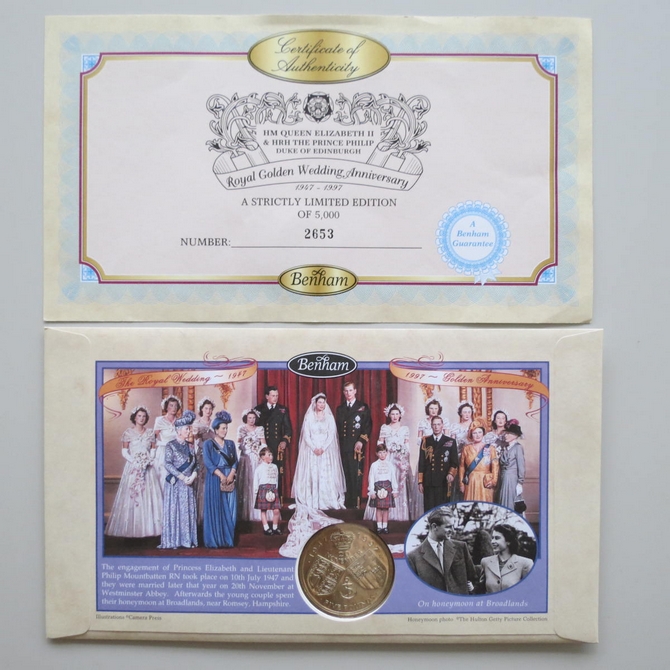 Certificate of
Authenticity
HM QUEEN ELIZABETH II
& HRH THE PRINCE PHILIP
DUKE OF EDINBURGH
Royal Golden Wedding Anniversary
1947 - 1997
A STRICTLY LIMITED EDITION
OF 5,000
NUMBER: 2653
A
Benham
Guarantee
Benham
Benham
The Royal Wedding ~ 1947
1997 ~ Golden Anniversary
The engagement of Princess Elizabeth and Lieutenant
Philip Mountbatten RN took place on 10th July 1947 and
they were married later that year on 20th November at
Westminster Abbey. Afterwards the young couple spent
their honeymoon at Broadlands, near Romsey, Hampshire.
On honeymoon at Broadlands
Illustrations ©Camera Press
Honeymoon photo ©The Hulton Getty Picture Collection